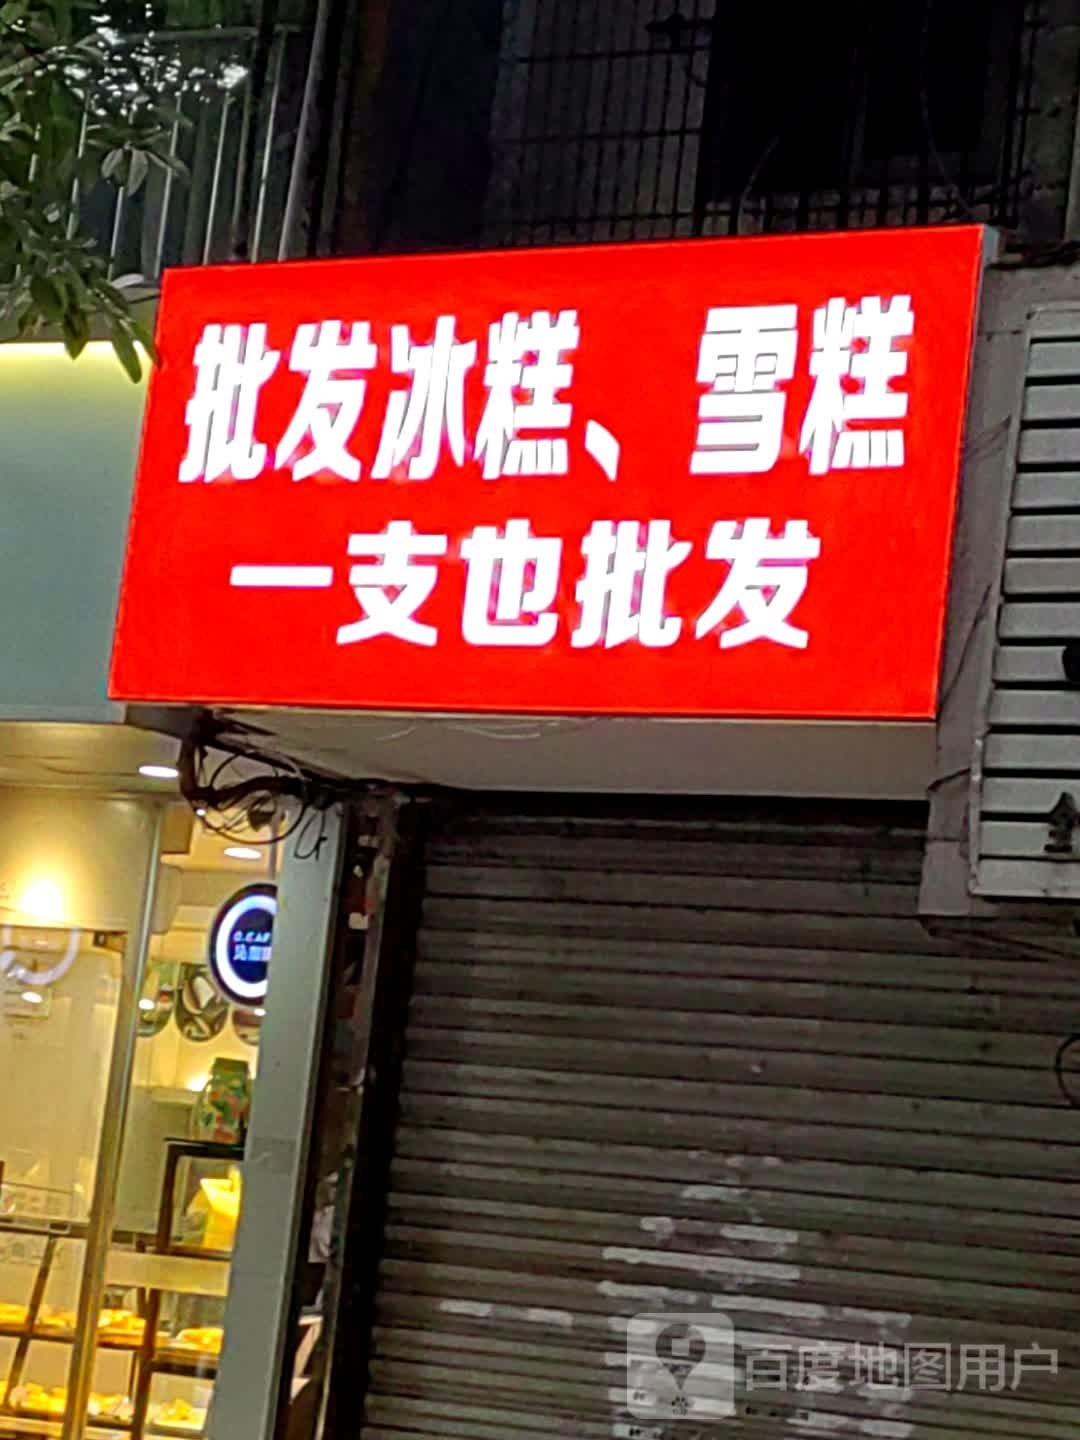 批发冰糕、雪糕
一支也批发
百度地图用户